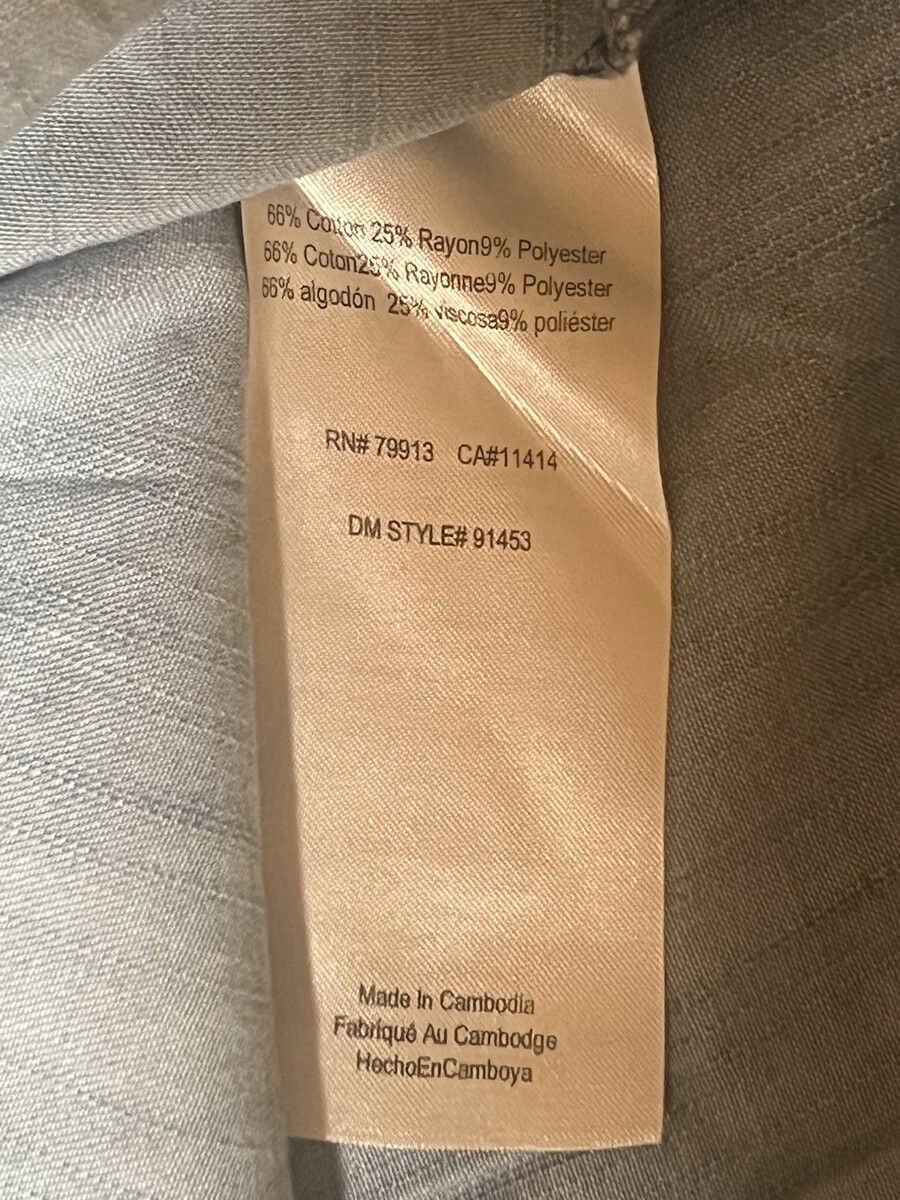 66% Cotton 25% Rayon9% Polyester
66% Coton25% Rayonne9% Polyester
66% algodón 25% viscosa9% poliéster
RN# 79913 CA#11414
DM STYLE# 91453
Made In Cambodia
Fabriqué Au Cambodge
HechoEnCamboya